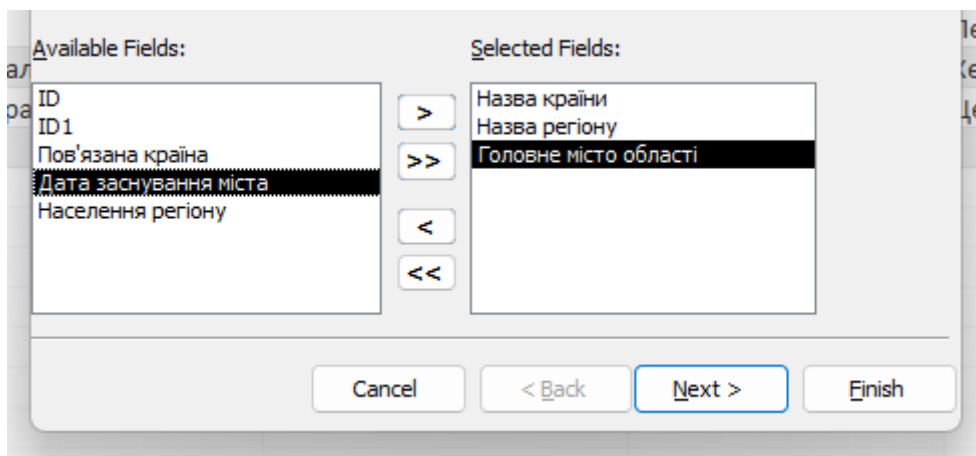 Available Fields:
Selected Fields:
ID
ID1
Пов'язана країна
Дата заснування міста
Населення регіону
>
>>
<
<<
Назва країни
Назва регіону
Головне місто області
Cancel
< Back
Next >
Finish